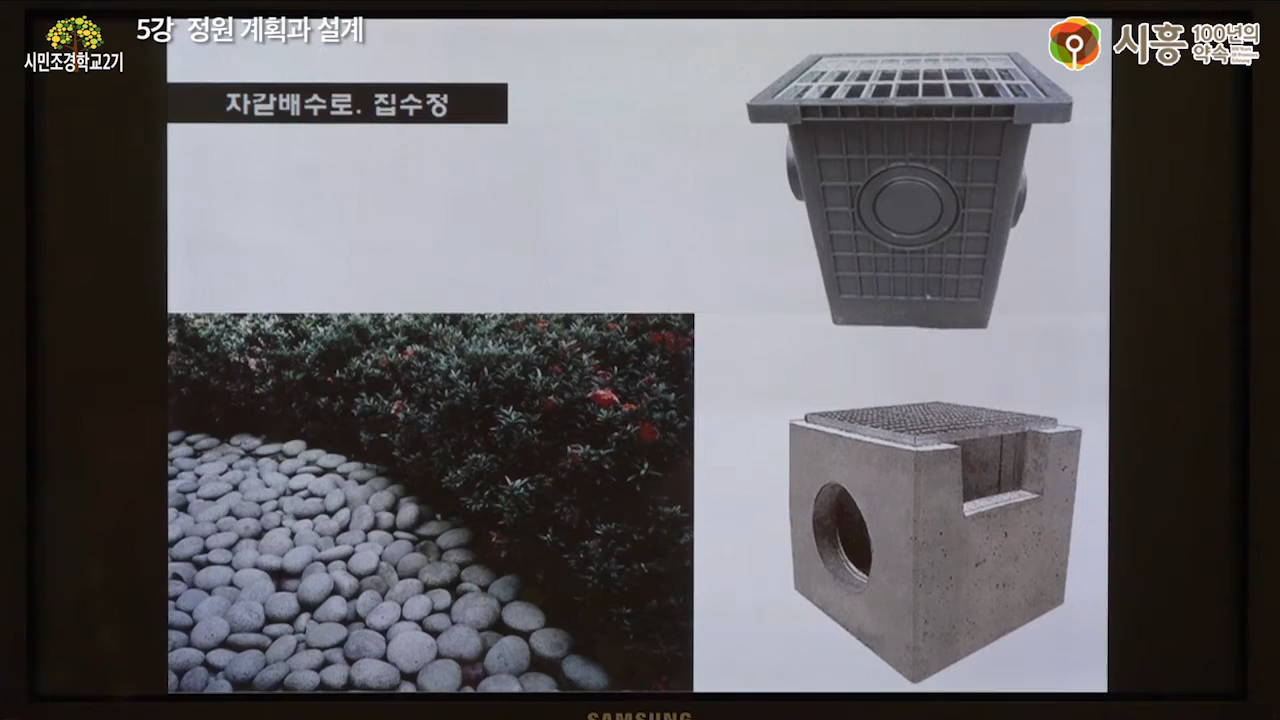 5강 정원 계획과 설계
시민조경학교2기
시흥 100년의 약속
자갈배수로. 집수정
SAMSUNG